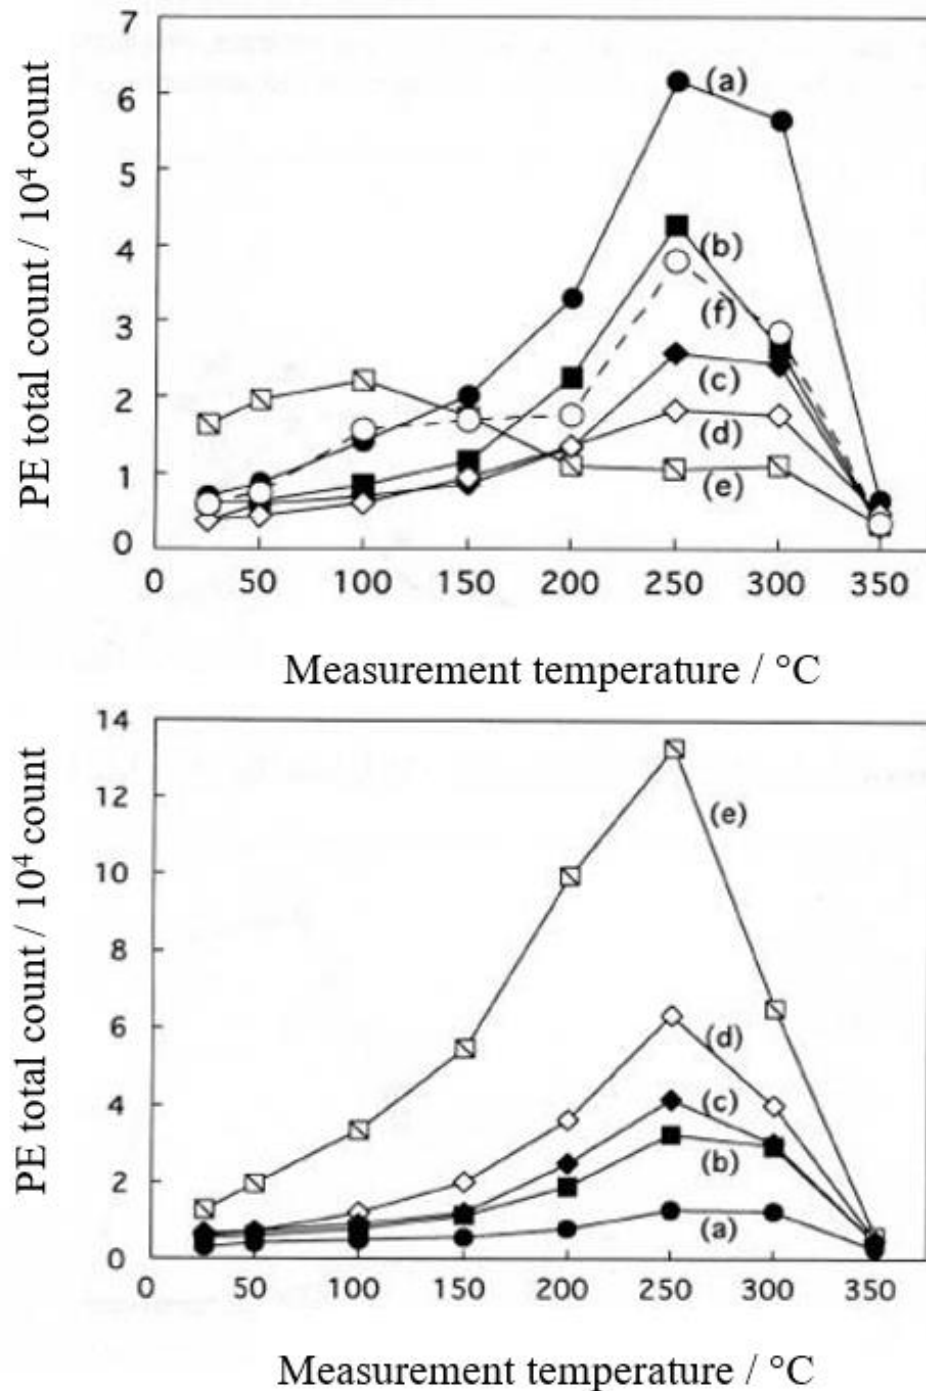 7
6
5
4
3
2
1
0
PE total count / 10⁴ count
(a)
(b)
(f)
(c)
(d)
(e)
0 50 100 150 200 250 300 350
Measurement temperature / °C
14
12
10
8
6
4
2
0
PE total count / 10⁴ count
(e)
(d)
(c)
(b)
(a)
0 50 100 150 200 250 300 350
Measurement temperature / °C